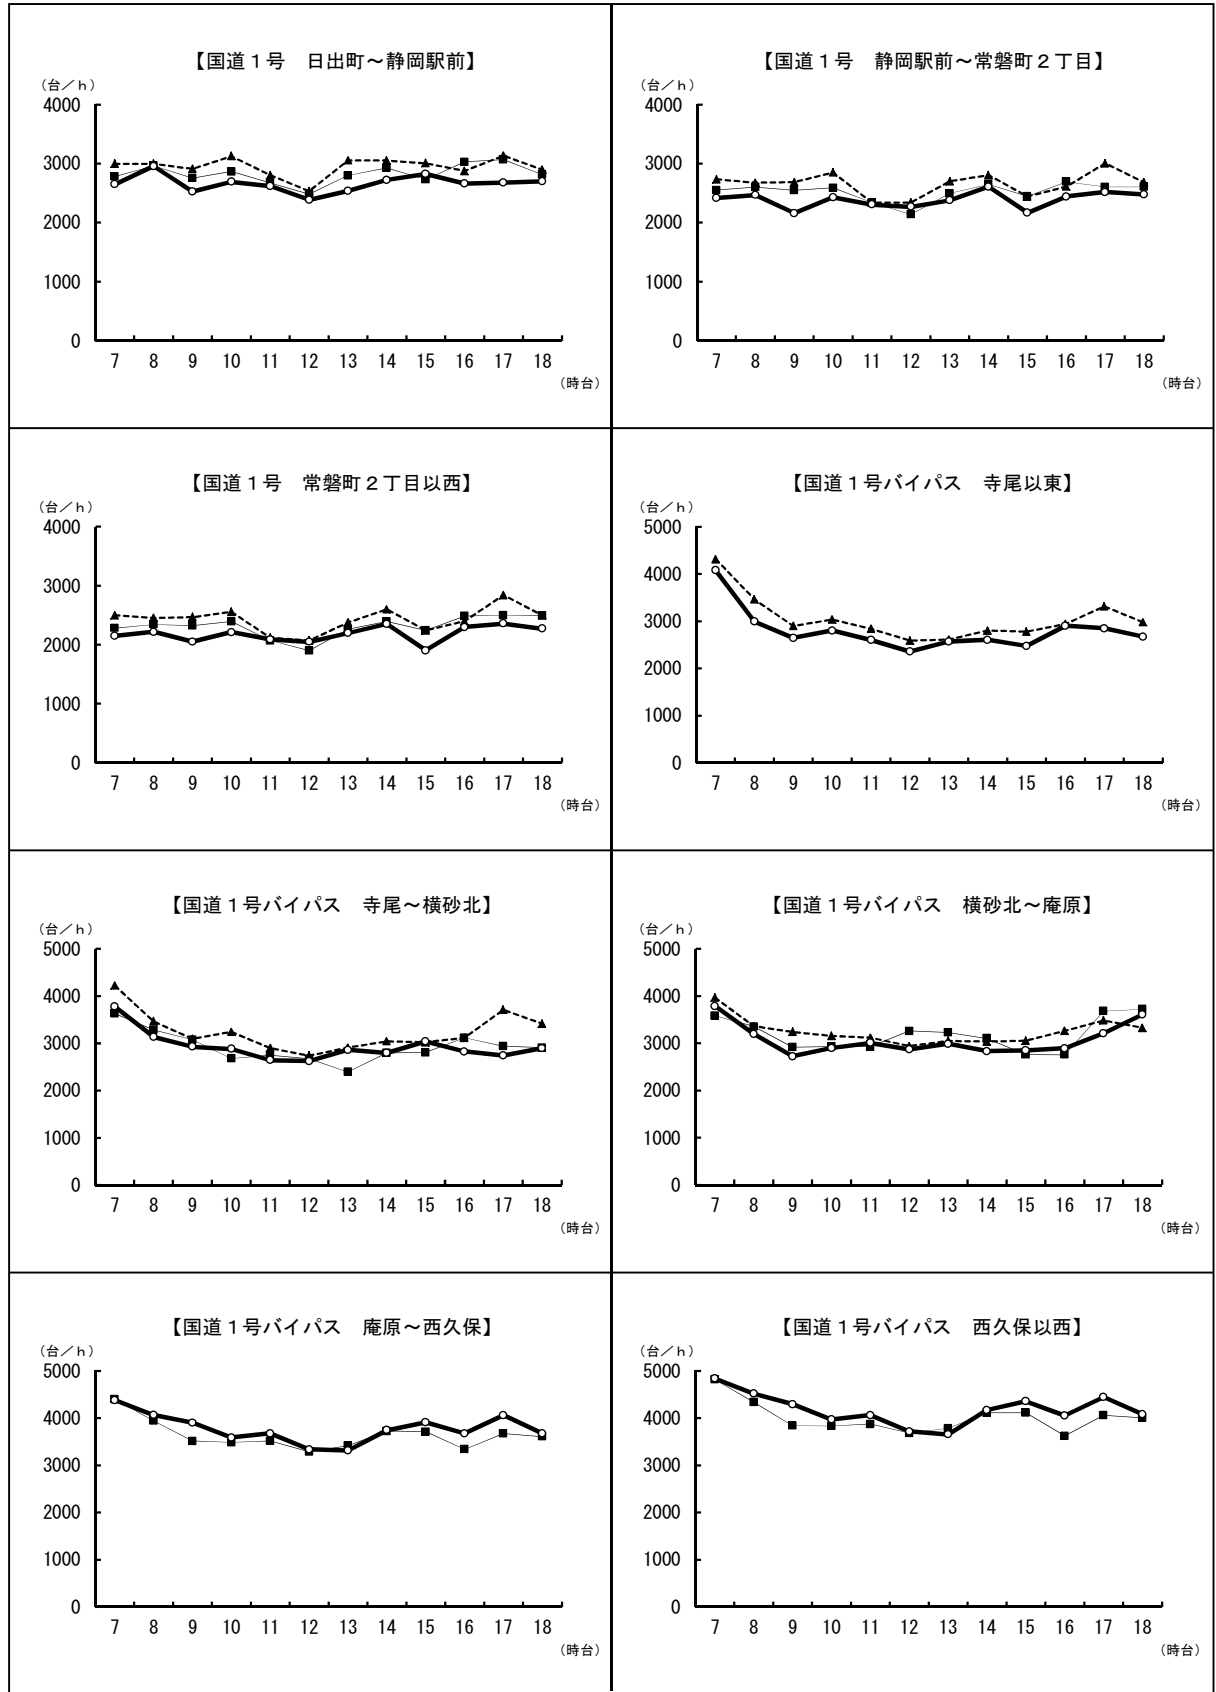 【国道１号　日出町～静岡駅前】
（台／ｈ）
4000
3000
2000
1000
0
7 8 9 10 11 12 13 14 15 16 17 18
（時台）
【国道１号　静岡駅前～常磐町２丁目】
（台／ｈ）
4000
3000
2000
1000
0
7 8 9 10 11 12 13 14 15 16 17 18
（時台）
【国道１号　常磐町２丁目以西】
（台／ｈ）
4000
3000
2000
1000
0
7 8 9 10 11 12 13 14 15 16 17 18
（時台）
【国道１号バイパス　寺尾以東】
（台／ｈ）
5000
4000
3000
2000
1000
0
7 8 9 10 11 12 13 14 15 16 17 18
（時台）
【国道１号バイパス　寺尾～横砂北】
（台／ｈ）
5000
4000
3000
2000
1000
0
7 8 9 10 11 12 13 14 15 16 17 18
（時台）
【国道１号バイパス　横砂北～庵原】
（台／ｈ）
5000
4000
3000
2000
1000
0
7 8 9 10 11 12 13 14 15 16 17 18
（時台）
【国道１号バイパス　庵原～西久保】
（台／ｈ）
5000
4000
3000
2000
1000
0
7 8 9 10 11 12 13 14 15 16 17 18
（時台）
【国道１号バイパス　西久保以西】
（台／ｈ）
5000
4000
3000
2000
1000
0
7 8 9 10 11 12 13 14 15 16 17 18
（時台）